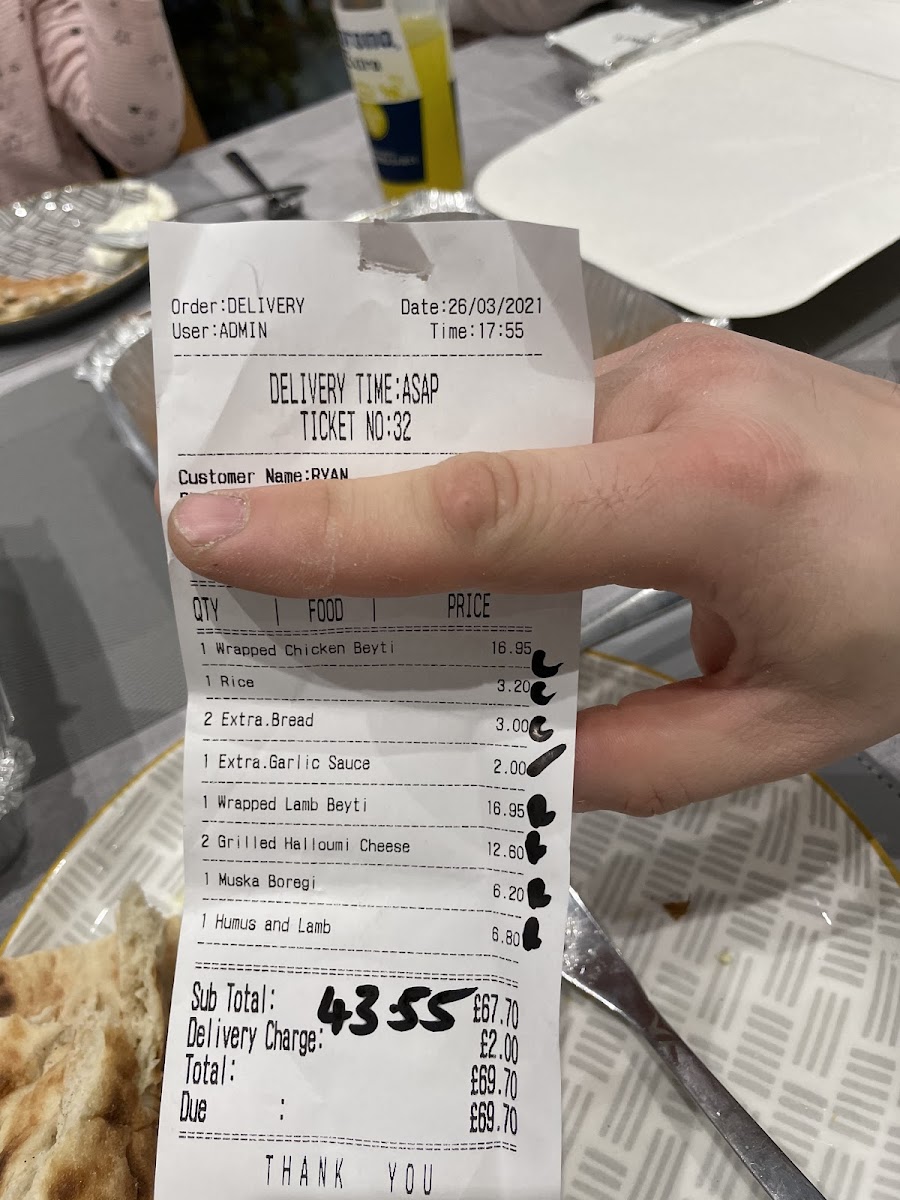 Corona
Extra
Order:DELIVERY Date:26/03/2021
User:ADMIN Time:17:55
DELIVERY TIME:ASAP
TICKET NO:32
Customer Name:RYAN
QTY | FOOD | PRICE
1 Wrapped Chicken Beyti 16.95
1 Rice 3.20
2 Extra.Bread 3.00
1 Extra.Garlic Sauce 2.00
1 Wrapped Lamb Beyti 16.95
2 Grilled Halloumi Cheese 12.60
1 Muska Boregi 6.20
1 Humus and Lamb 6.80
Sub Total: £67.70
4355
Delivery Charge: £2.00
Total: £69.70
Due : £69.70
THANK YOU